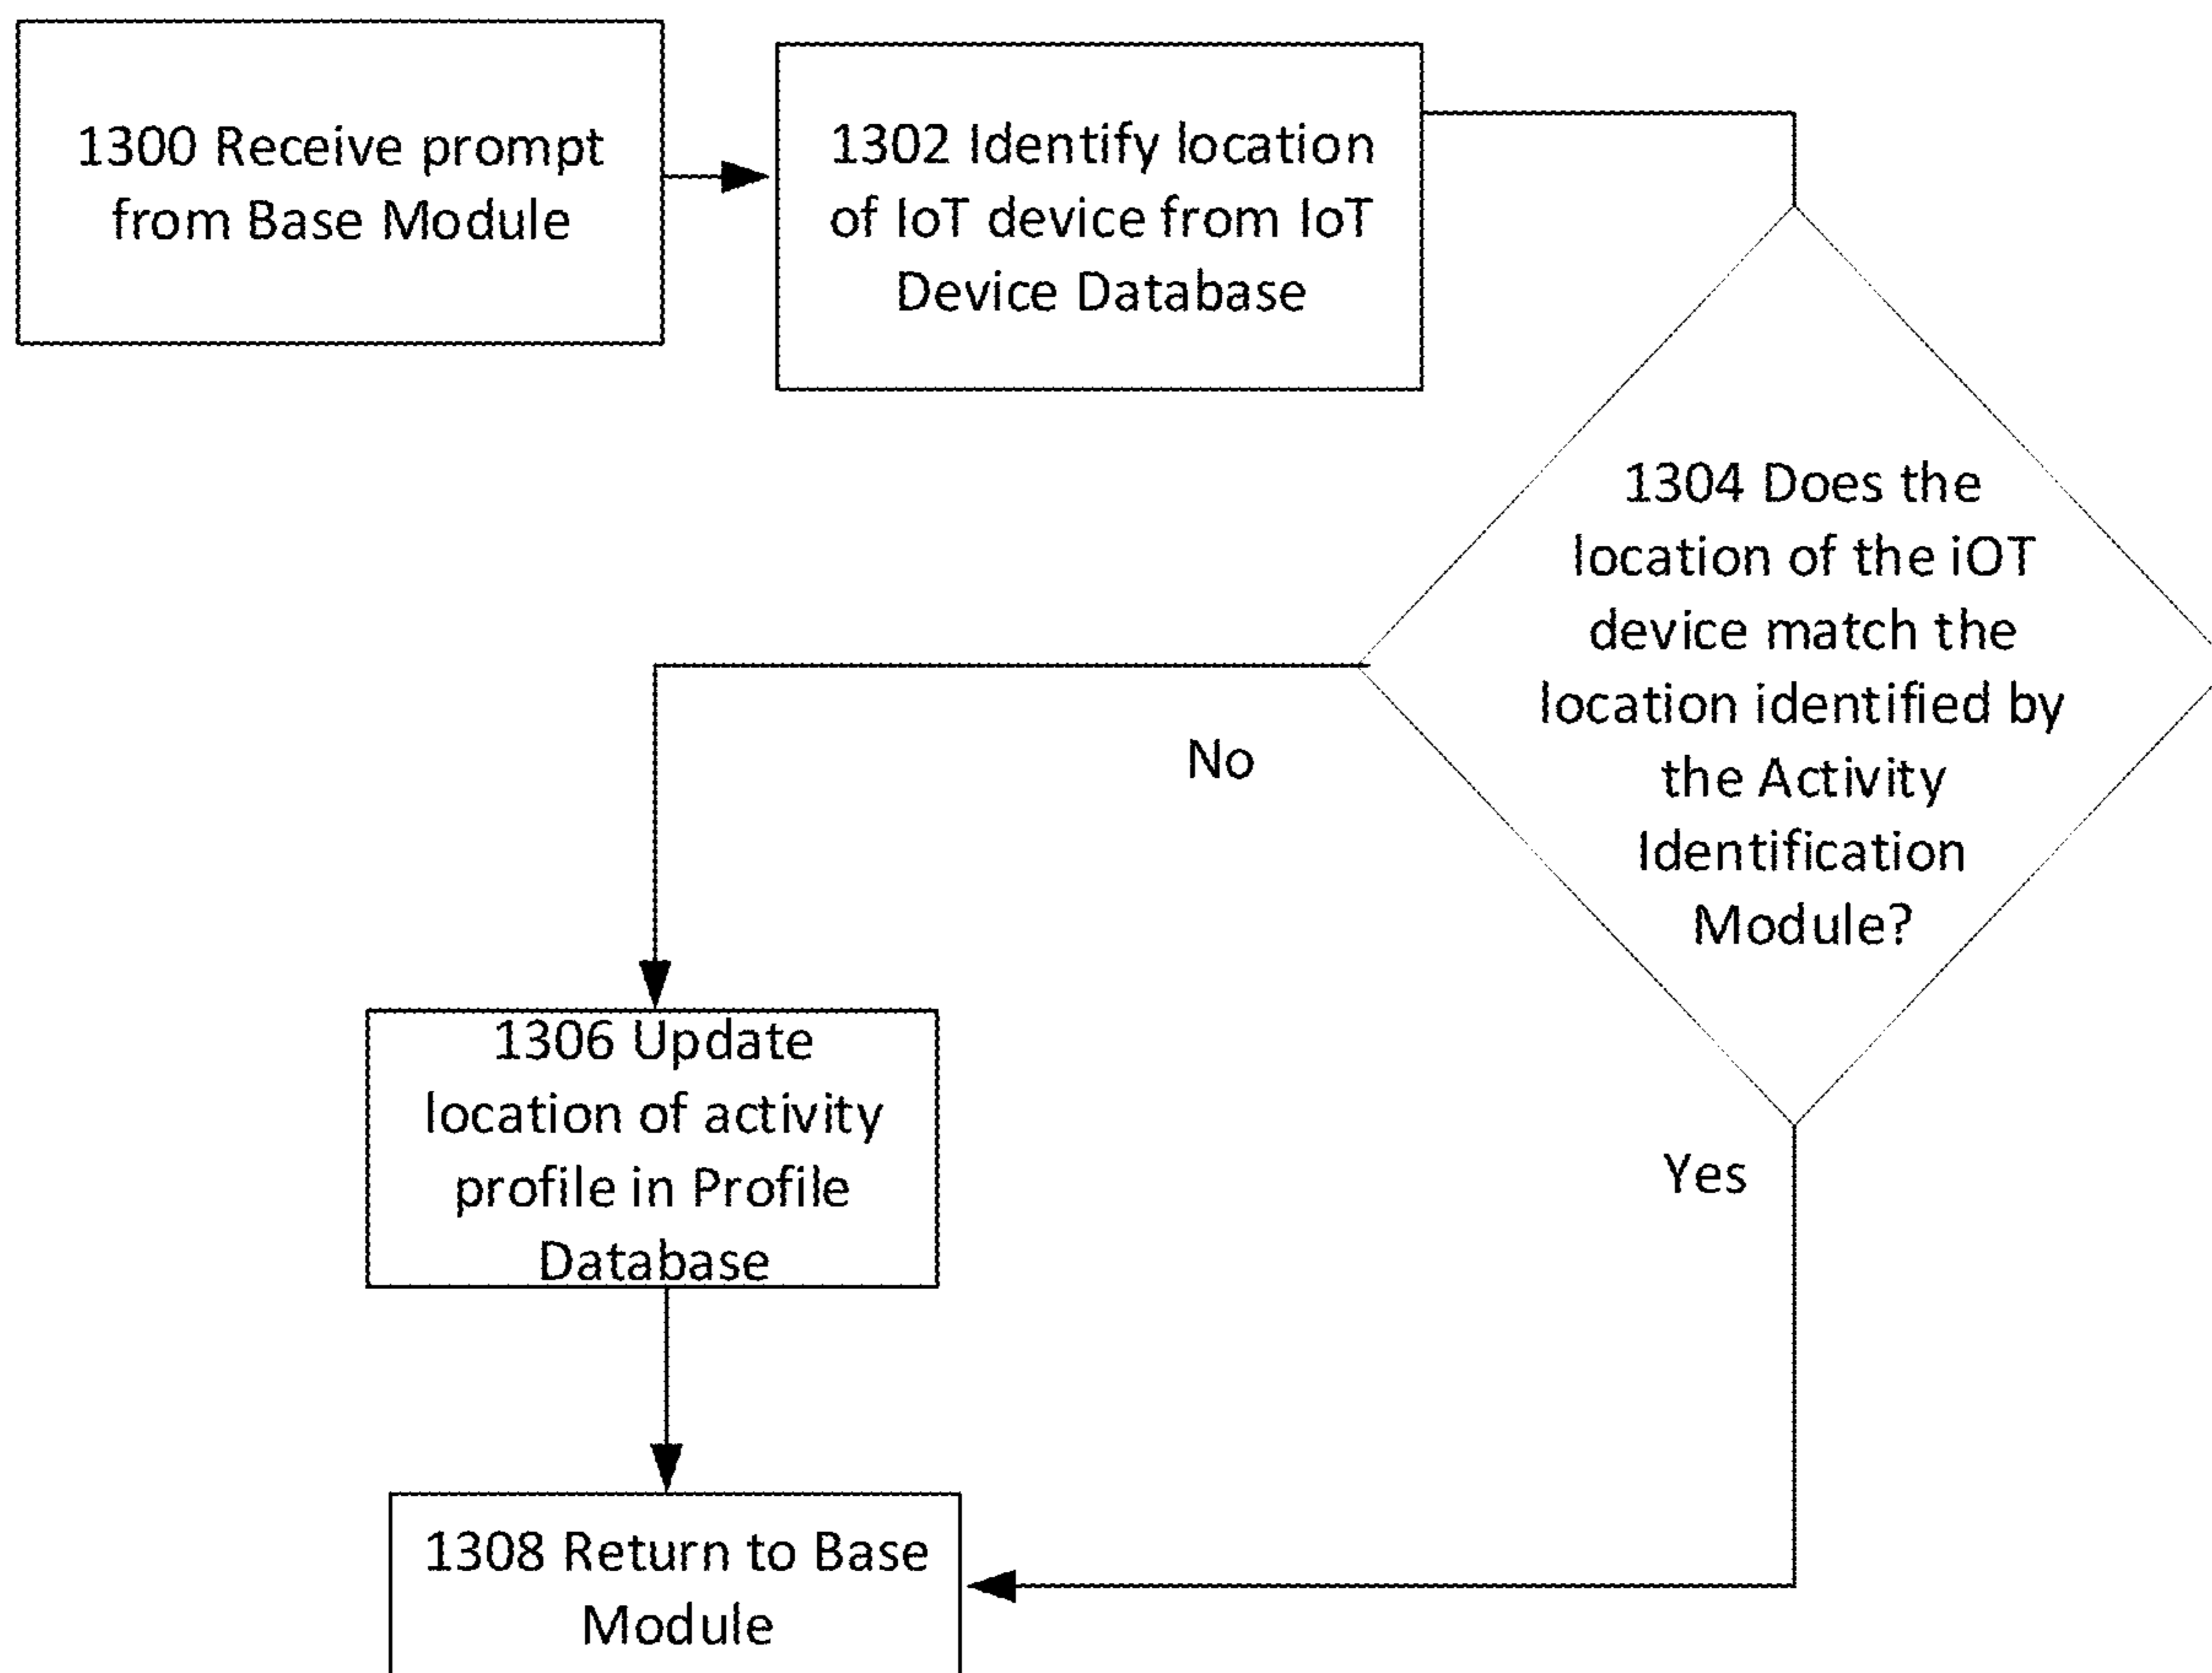 1300 Receive prompt
from Base Module
1302 Identify location
of IoT device from IoT
Device Database
1304 Does the
location of the iOT
device match the
location identified by
the Activity
Identification
Module?
No
Yes
1306 Update
location of activity
profile in Profile
Database
1308 Return to Base
Module